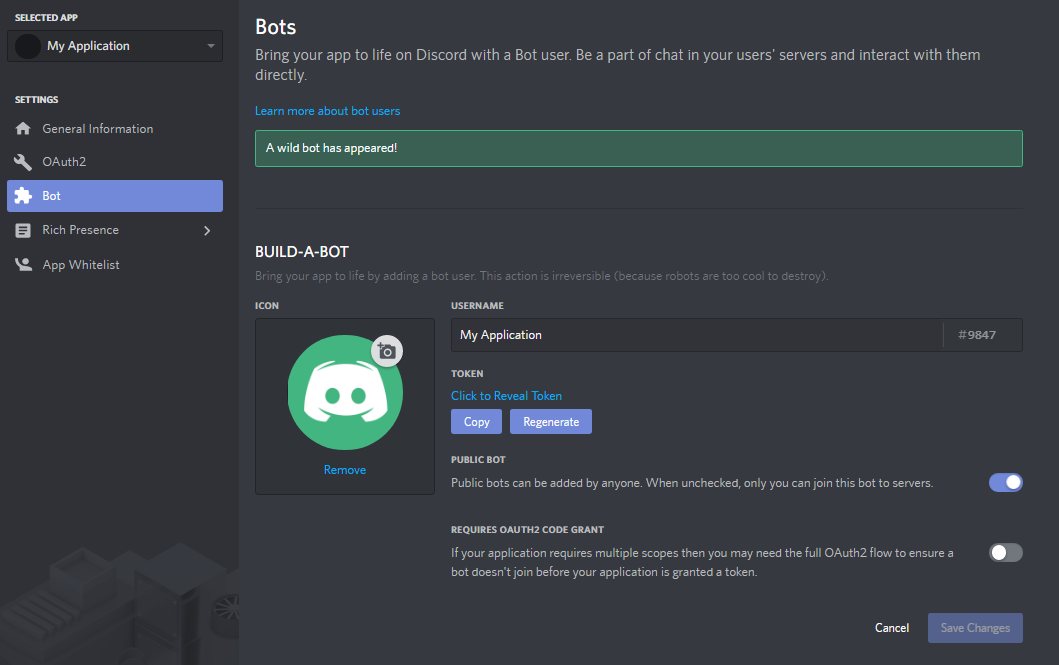 SELECTED APP
My Application
SETTINGS
General Information
OAuth2
Bot
Rich Presence
App Whitelist
Bots
Bring your app to life on Discord with a Bot user. Be a part of chat in your users' servers and interact with them
directly.
Learn more about bot users
A wild bot has appeared!
BUILD-A-BOT
Bring your app to life by adding a bot user. This action is irreversible (because robots are too cool to destroy).
ICON
Remove
USERNAME
My Application #9847
TOKEN
Click to Reveal Token
Copy Regenerate
PUBLIC BOT
Public bots can be added by anyone. When unchecked, only you can join this bot to servers.
REQUIRES OAUTH2 CODE GRANT
If your application requires multiple scopes then you may need the full OAuth2 flow to ensure a
bot doesn't join before your application is granted a token.
Cancel Save Changes